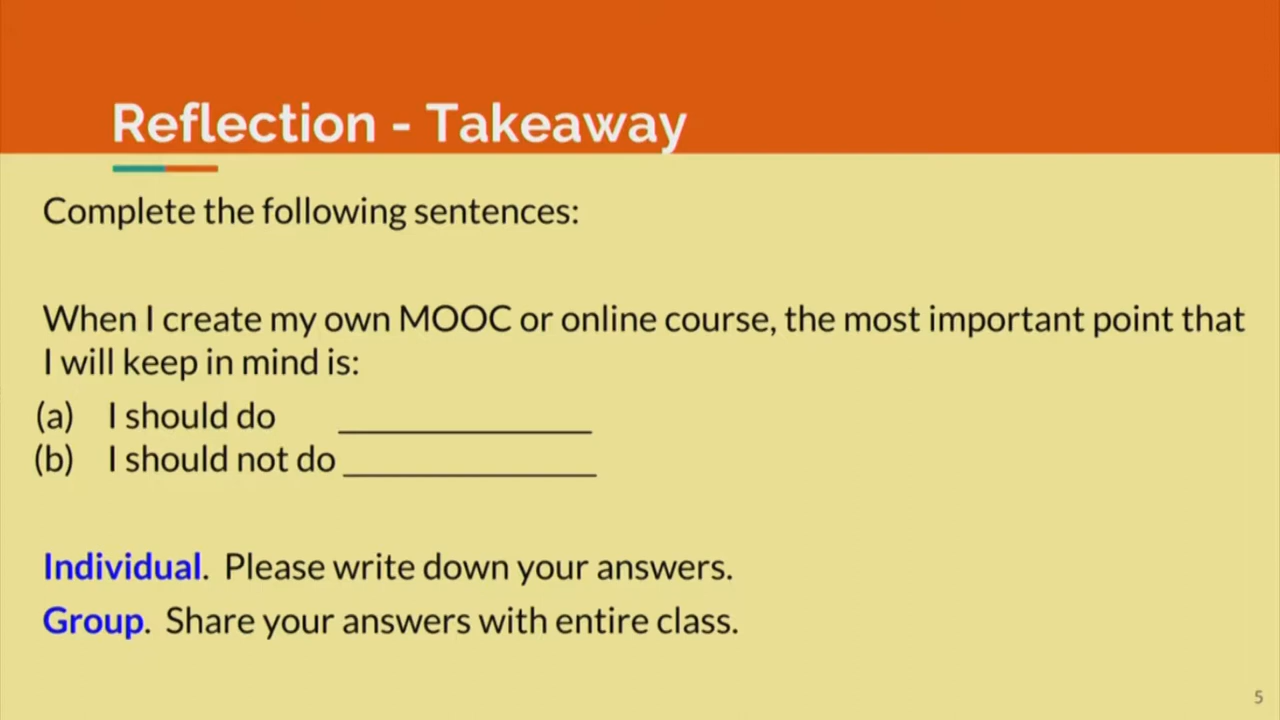 Reflection - Takeaway
Complete the following sentences:
When I create my own MOOC or online course, the most important point that
I will keep in mind is:
(a) I should do ______________
(b) I should not do ______________
Individual. Please write down your answers.
Group. Share your answers with entire class.
5